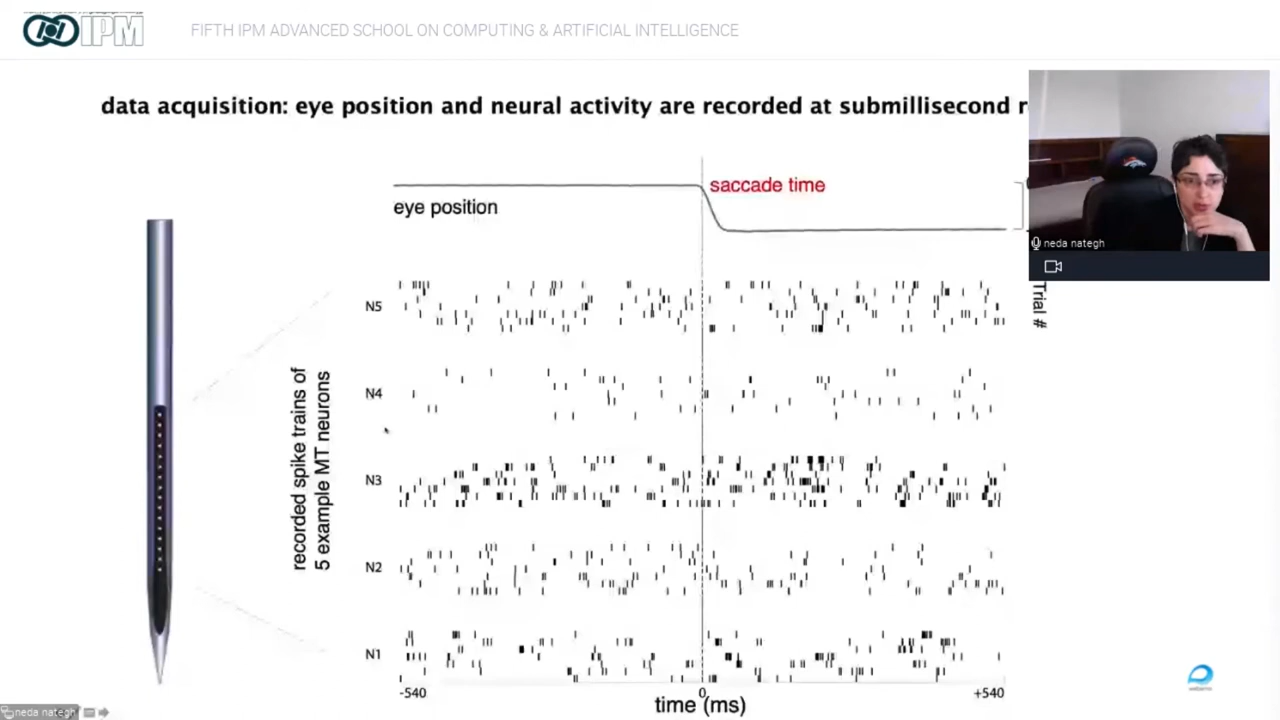 IPM
FIFTH IPM ADVANCED SCHOOL ON COMPUTING & ARTIFICIAL INTELLIGENCE
data acquisition: eye position and neural activity are recorded at submillisecond r
saccade time
eye position
neda nategh
Trial #
N5
N4
N3
N2
N1
recorded spike trains of
5 example MT neurons
-540
0
+540
time (ms)
neda nategh